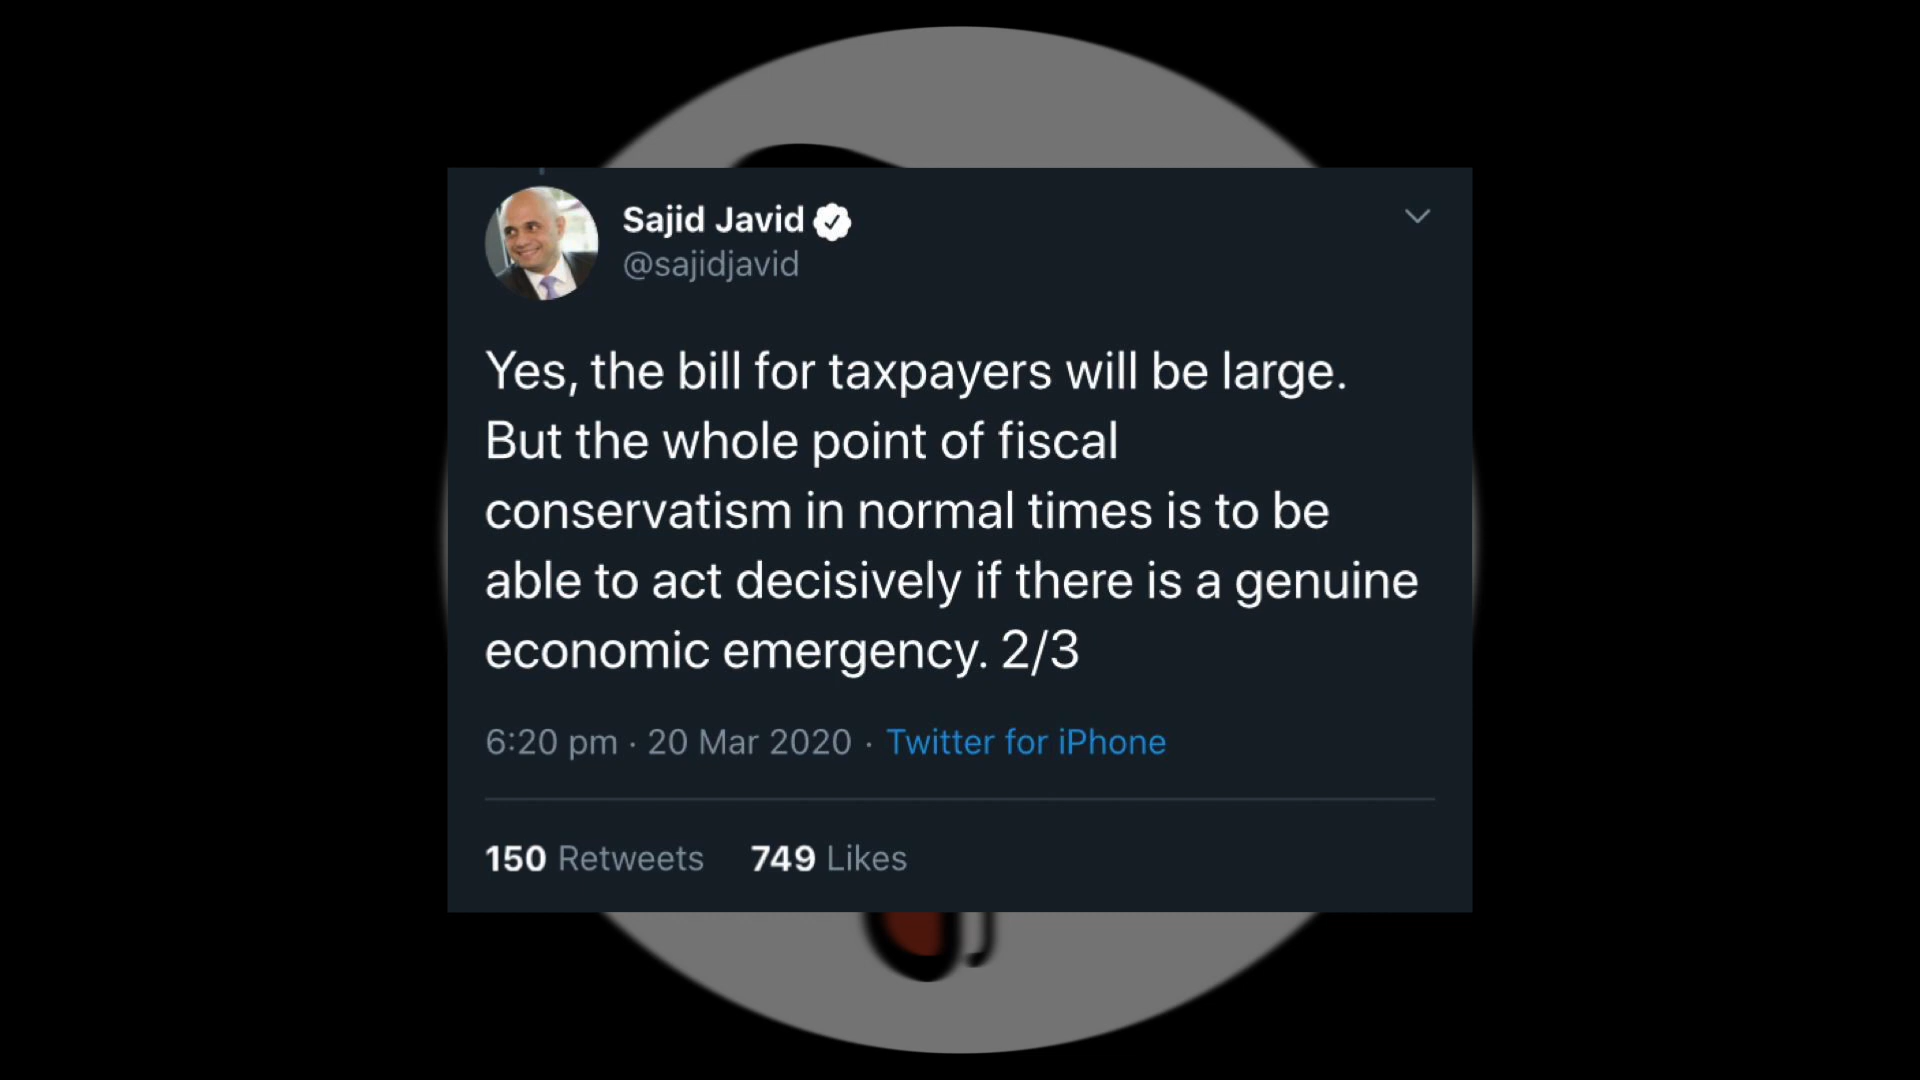 Sajid Javid
@sajidjavid
Yes, the bill for taxpayers will be large.
But the whole point of fiscal
conservatism in normal times is to be
able to act decisively if there is a genuine
economic emergency. 2/3
6:20 pm · 20 Mar 2020 · Twitter for iPhone
150 Retweets 749 Likes